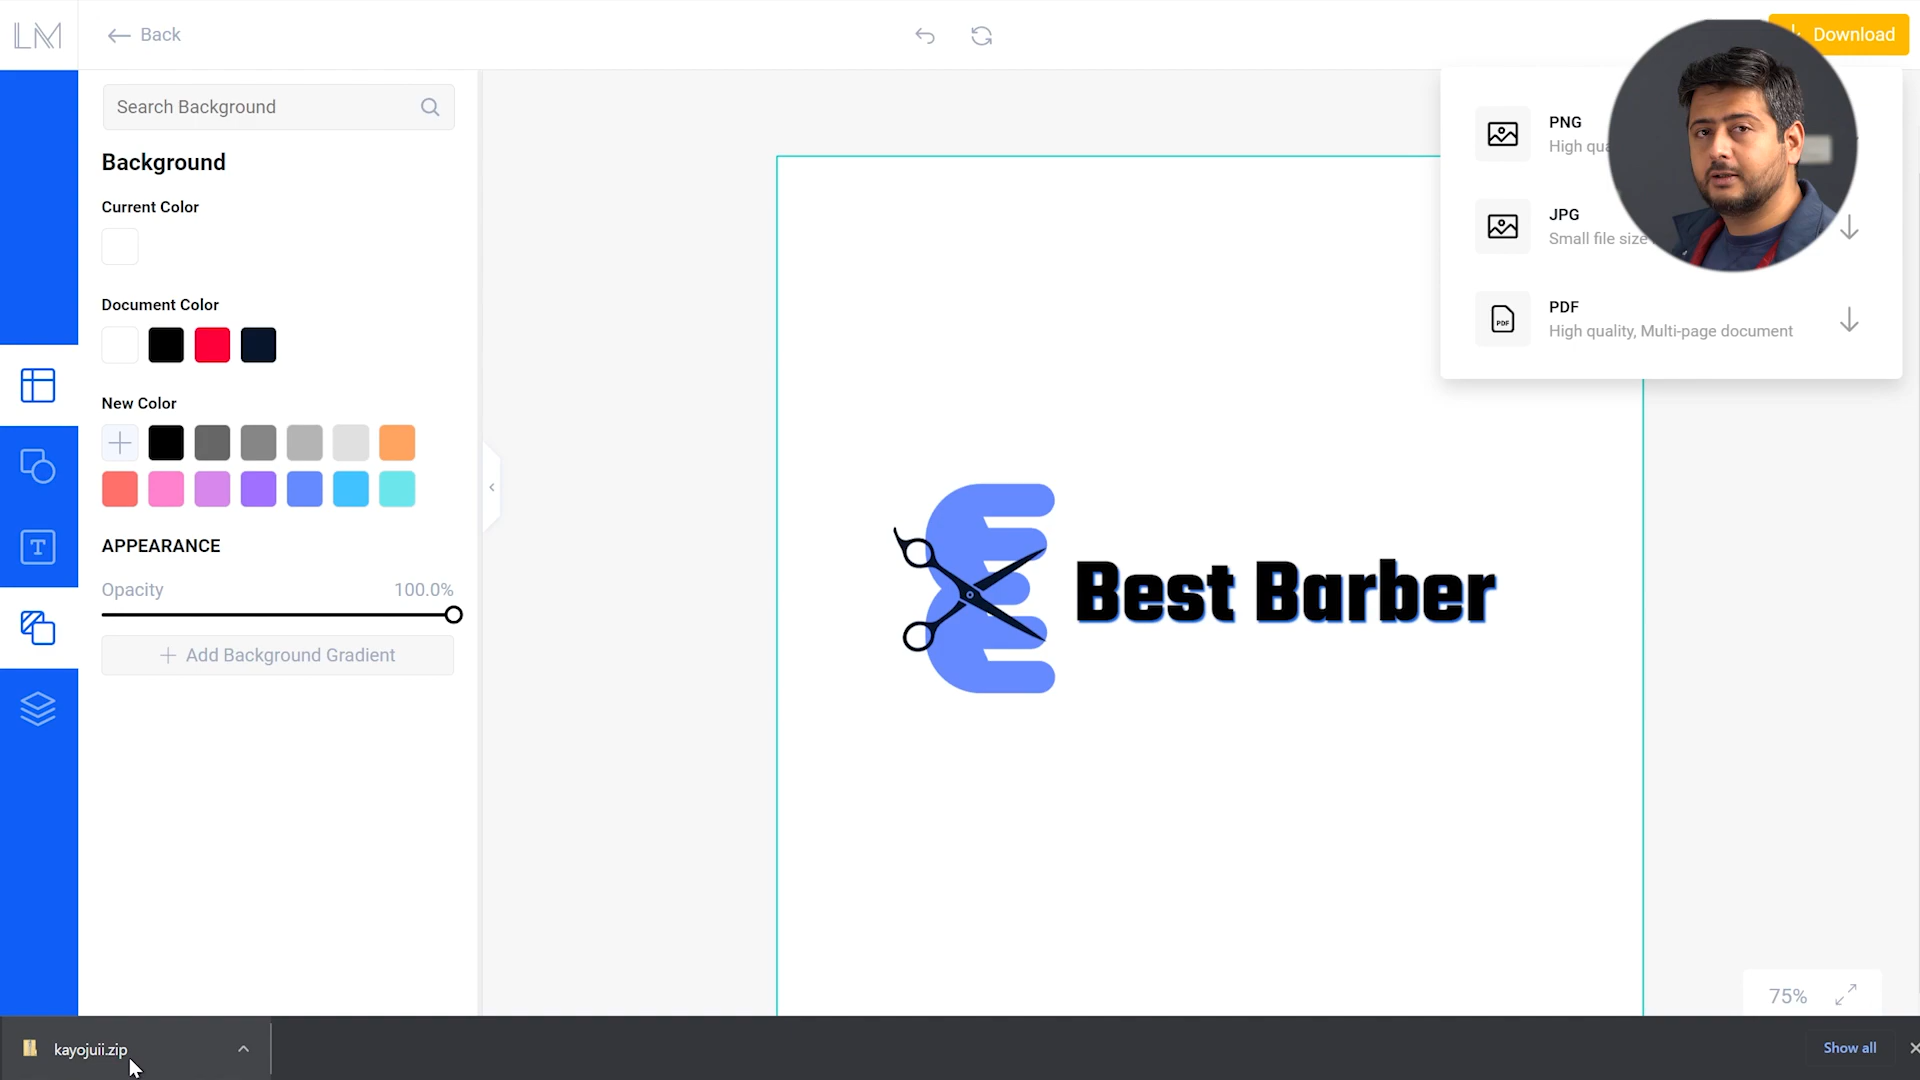 LM
Back
Download
Search Background
Background
Current Color
Document Color
New Color
APPEARANCE
Opacity 100.0%
Add Background Gradient
PNG
High
JPG
Small file size
PDF
PDF
High quality, Multi-page document
Best Barber
75%
kayojuii.zip
Show all